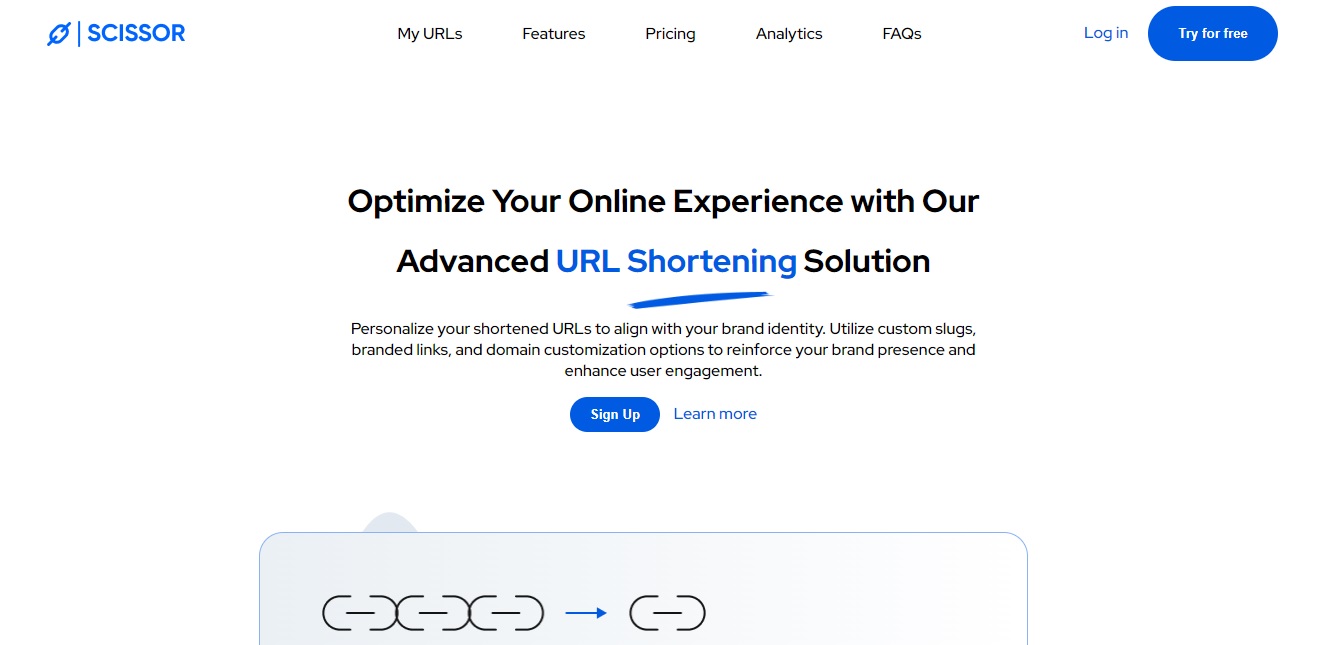 SCISSOR
My URLs
Features
Pricing
Analytics
FAQs
Log in
Try for free
Optimize Your Online Experience with Our
Advanced URL Shortening Solution
Personalize your shortened URLs to align with your brand identity. Utilize custom slugs,
branded links, and domain customization options to reinforce your brand presence and
enhance user engagement.
Sign Up
Learn more